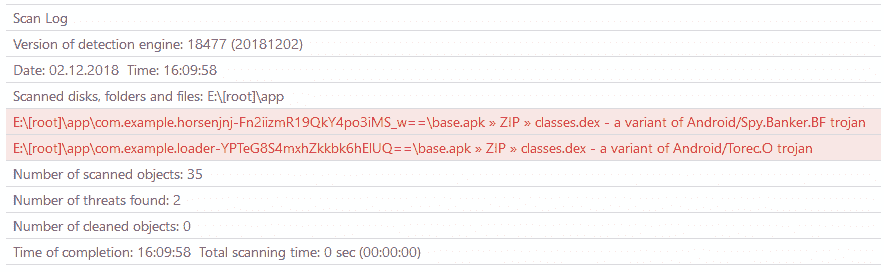 Scan Log
Version of detection engine: 18477 (20181202)
Date: 02.12.2018 Time: 16:09:58
Scanned disks, folders and files: E:\[root]\app
E:\[root]\app\com.example.horsenjnj-Fn2iizmR19QkY4po3iMS_w==\base.apk » ZIP » classes.dex - a variant of Android/Spy.Banker.BF trojan
E:\[root]\app\com.example.loader-YPTeG8S4mxhZkkbk6hElUQ==\base.apk » ZIP » classes.dex - a variant of Android/Torec.O trojan
Number of scanned objects: 35
Number of threats found: 2
Number of cleaned objects: 0
Time of completion: 16:09:58 Total scanning time: 0 sec (00:00:00)